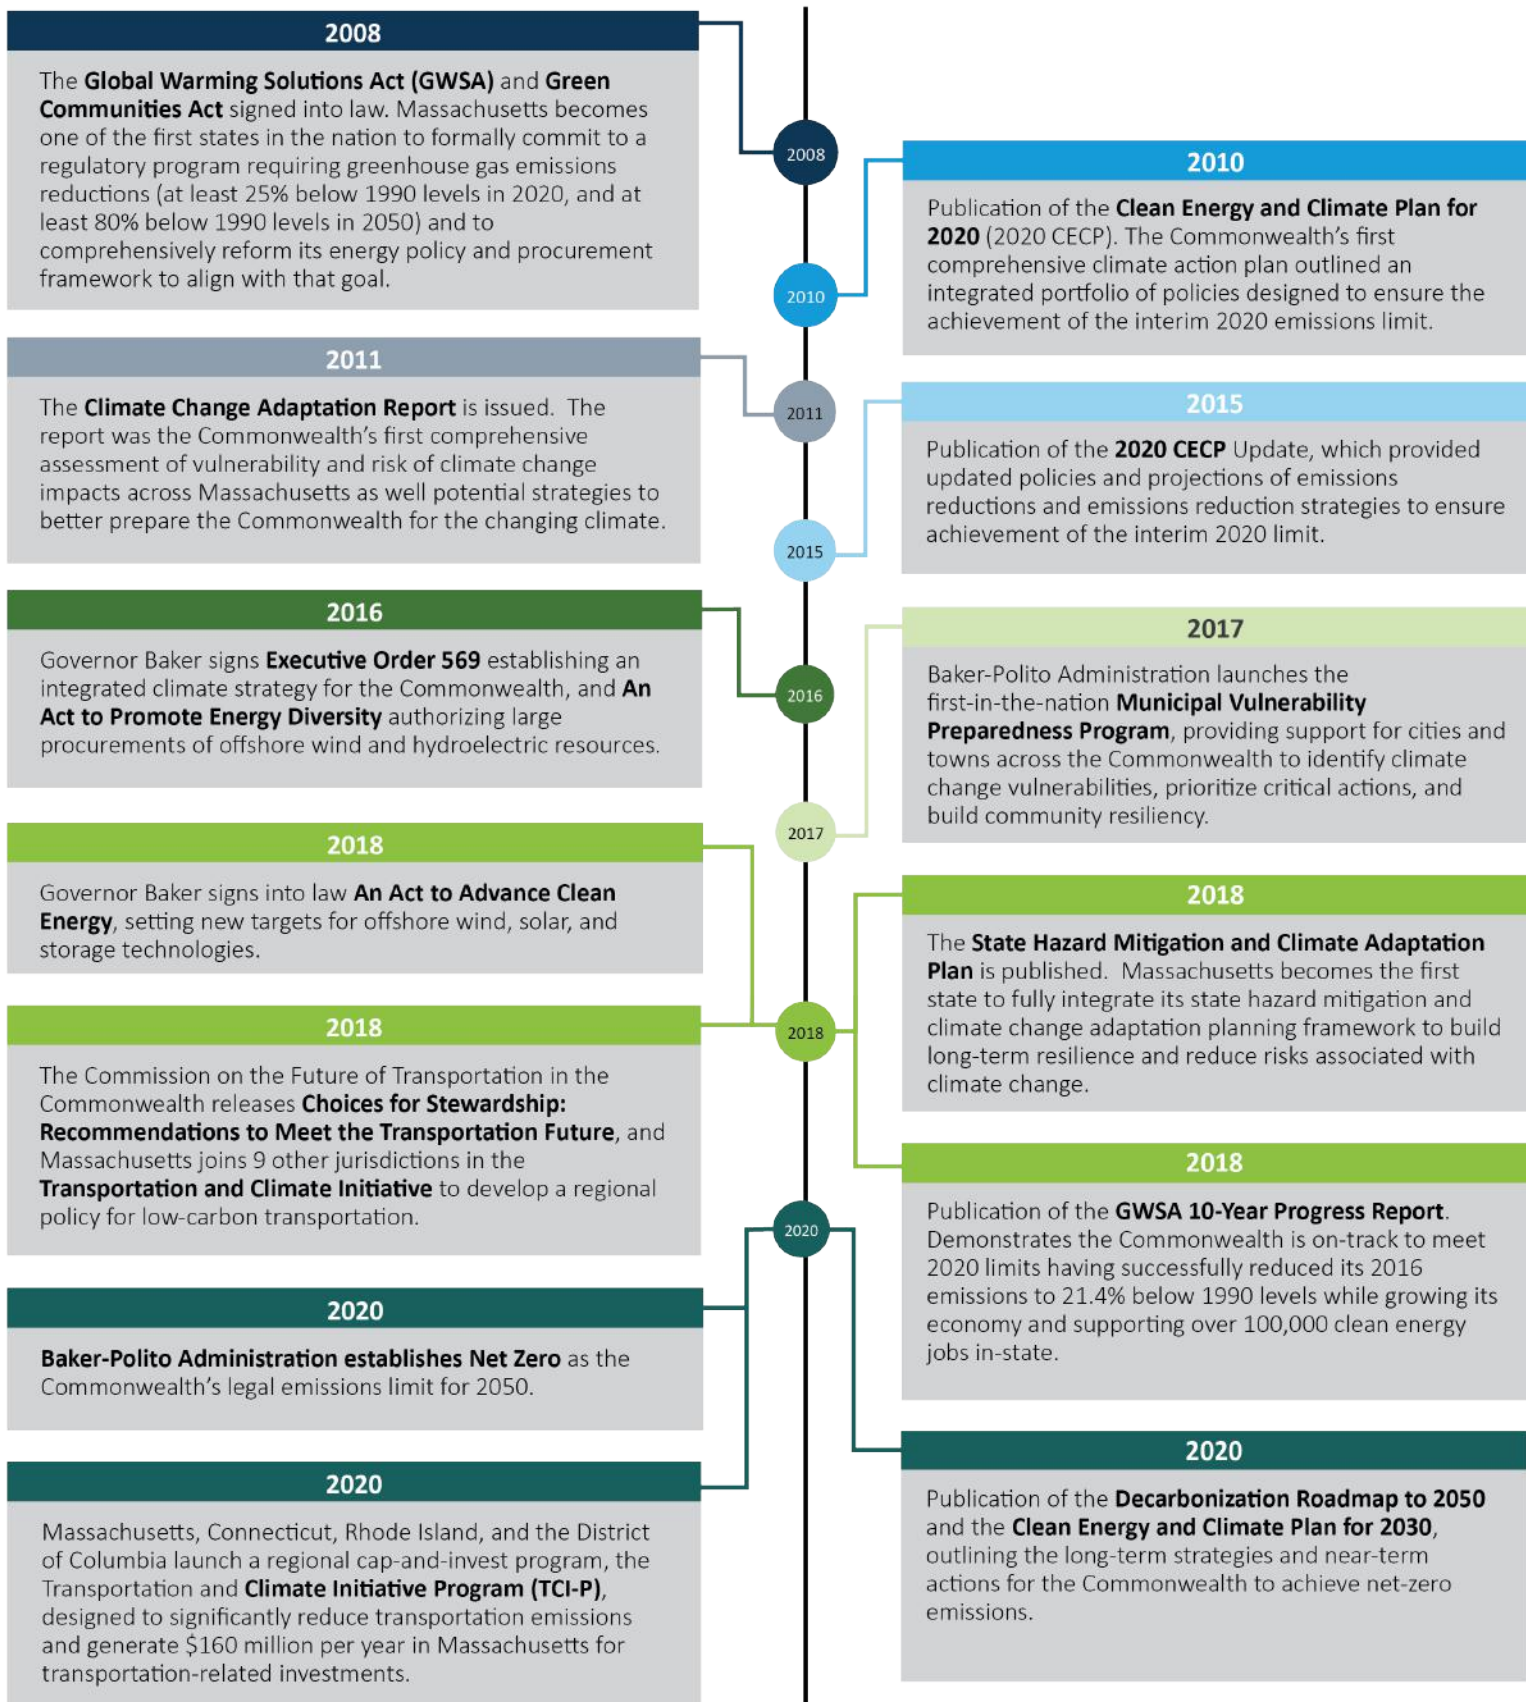 2008
The Global Warming Solutions Act (GWSA) and Green
Communities Act signed into law. Massachusetts becomes
one of the first states in the nation to formally commit to a
regulatory program requiring greenhouse gas emissions
reductions (at least 25% below 1990 levels in 2020, and at
least 80% below 1990 levels in 2050) and to
comprehensively reform its energy policy and procurement
framework to align with that goal.
2008
2010
Publication of the Clean Energy and Climate Plan for
2020 (2020 CECP). The Commonwealth's first
comprehensive climate action plan outlined an
integrated portfolio of policies designed to ensure the
achievement of the interim 2020 emissions limit.
2010
2011
The Climate Change Adaptation Report is issued.  The
report was the Commonwealth's first comprehensive
assessment of vulnerability and risk of climate change
impacts across Massachusetts as well potential strategies to
better prepare the Commonwealth for the changing climate.
2011
2015
Publication of the 2020 CECP Update, which provided
updated policies and projections of emissions
reductions and emissions reduction strategies to ensure
achievement of the interim 2020 limit.
2015
2016
Governor Baker signs Executive Order 569 establishing an
integrated climate strategy for the Commonwealth, and An
Act to Promote Energy Diversity authorizing large
procurements of offshore wind and hydroelectric resources.
2016
2017
Baker-Polito Administration launches the
first-in-the-nation Municipal Vulnerability
Preparedness Program, providing support for cities and
towns across the Commonwealth to identify climate
change vulnerabilities, prioritize critical actions, and
build community resiliency.
2017
2018
Governor Baker signs into law An Act to Advance Clean
Energy, setting new targets for offshore wind, solar, and
storage technologies.
2018
The State Hazard Mitigation and Climate Adaptation
Plan is published.  Massachusetts becomes the first
state to fully integrate its state hazard mitigation and
climate change adaptation planning framework to build
long-term resilience and reduce risks associated with
climate change.
2018
The Commission on the Future of Transportation in the
Commonwealth releases Choices for Stewardship:
Recommendations to Meet the Transportation Future, and
Massachusetts joins 9 other jurisdictions in the
Transportation and Climate Initiative to develop a regional
policy for low-carbon transportation.
2018
2018
Publication of the GWSA 10-Year Progress Report.
Demonstrates the Commonwealth is on-track to meet
2020 limits having successfully reduced its 2016
emissions to 21.4% below 1990 levels while growing its
economy and supporting over 100,000 clean energy
jobs in-state.
2020
2020
Baker-Polito Administration establishes Net Zero as the
Commonwealth's legal emissions limit for 2050.
2020
Massachusetts, Connecticut, Rhode Island, and the District
of Columbia launch a regional cap-and-invest program, the
Transportation and Climate Initiative Program (TCI-P),
designed to significantly reduce transportation emissions
and generate $160 million per year in Massachusetts for
transportation-related investments.
2020
Publication of the Decarbonization Roadmap to 2050
and the Clean Energy and Climate Plan for 2030,
outlining the long-term strategies and near-term
actions for the Commonwealth to achieve net-zero
emissions.